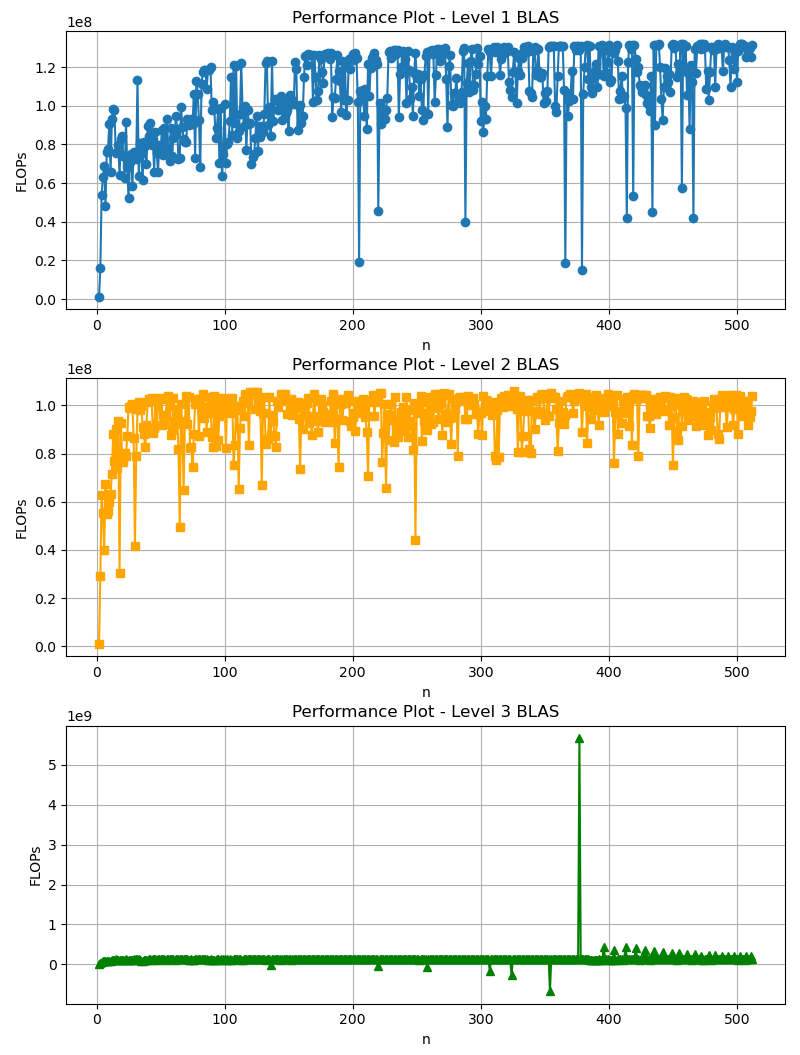 Performance Plot - Level 1 BLAS
1e8
1.2
1.0
0.8
0.6
0.4
0.2
0.0
FLOPs
0 100 200 300 400 500
n
Performance Plot - Level 2 BLAS
1e8
1.0
0.8
0.6
0.4
0.2
0.0
FLOPs
0 100 200 300 400 500
n
Performance Plot - Level 3 BLAS
1e9
5
4
3
2
1
0
FLOPs
0 100 200 300 400 500
n